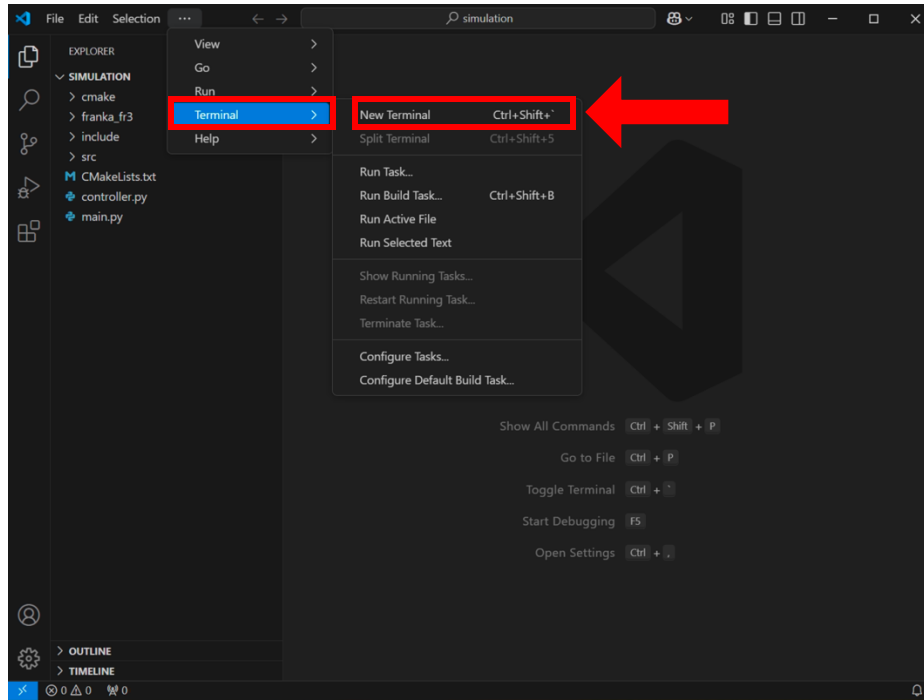 File Edit Selection ... simulation
EXPLORER
SIMULATION
cmake
franka_fr3
include
src
CMakeLists.txt
controller.py
main.py
View
Go
Run
Terminal
Help
New Terminal Ctrl+Shift+`
Split Terminal Ctrl+Shift+5
Run Task...
Run Build Task... Ctrl+Shift+B
Run Active File
Run Selected Text
Show Running Tasks...
Restart Running Task...
Terminate Task...
Configure Tasks...
Configure Default Build Task...
Show All Commands Ctrl + Shift + P
Go to File Ctrl + P
Toggle Terminal Ctrl + `
Start Debugging F5
Open Settings Ctrl + ,
OUTLINE
TIMELINE
0 0 0